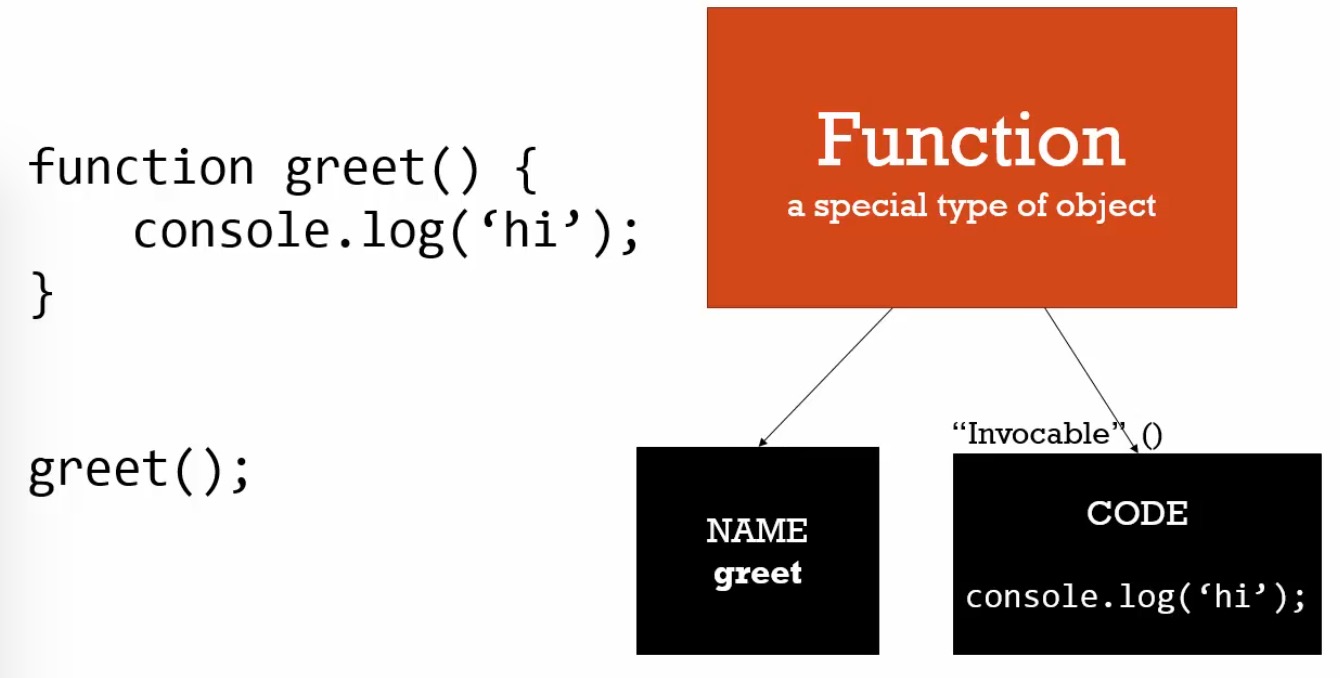 function greet() {
    console.log(‘hi’);
}
greet();
Function
a special type of object
“Invocable” ()
NAME
greet
CODE
console.log(‘hi’);